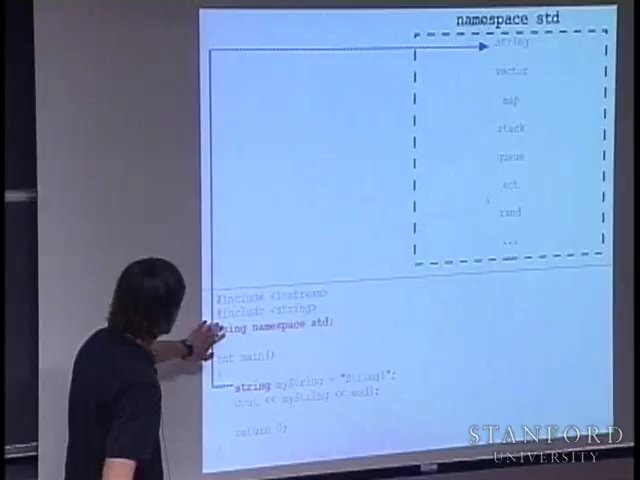 namespace std
string
vector
map
stack
queue
set
rand
...
#include <iostream>
#include <string>
using namespace std;
int main()
{
string myString = "String!";
cout << myString << endl;
return 0;
}
STANFORD
UNIVERSITY